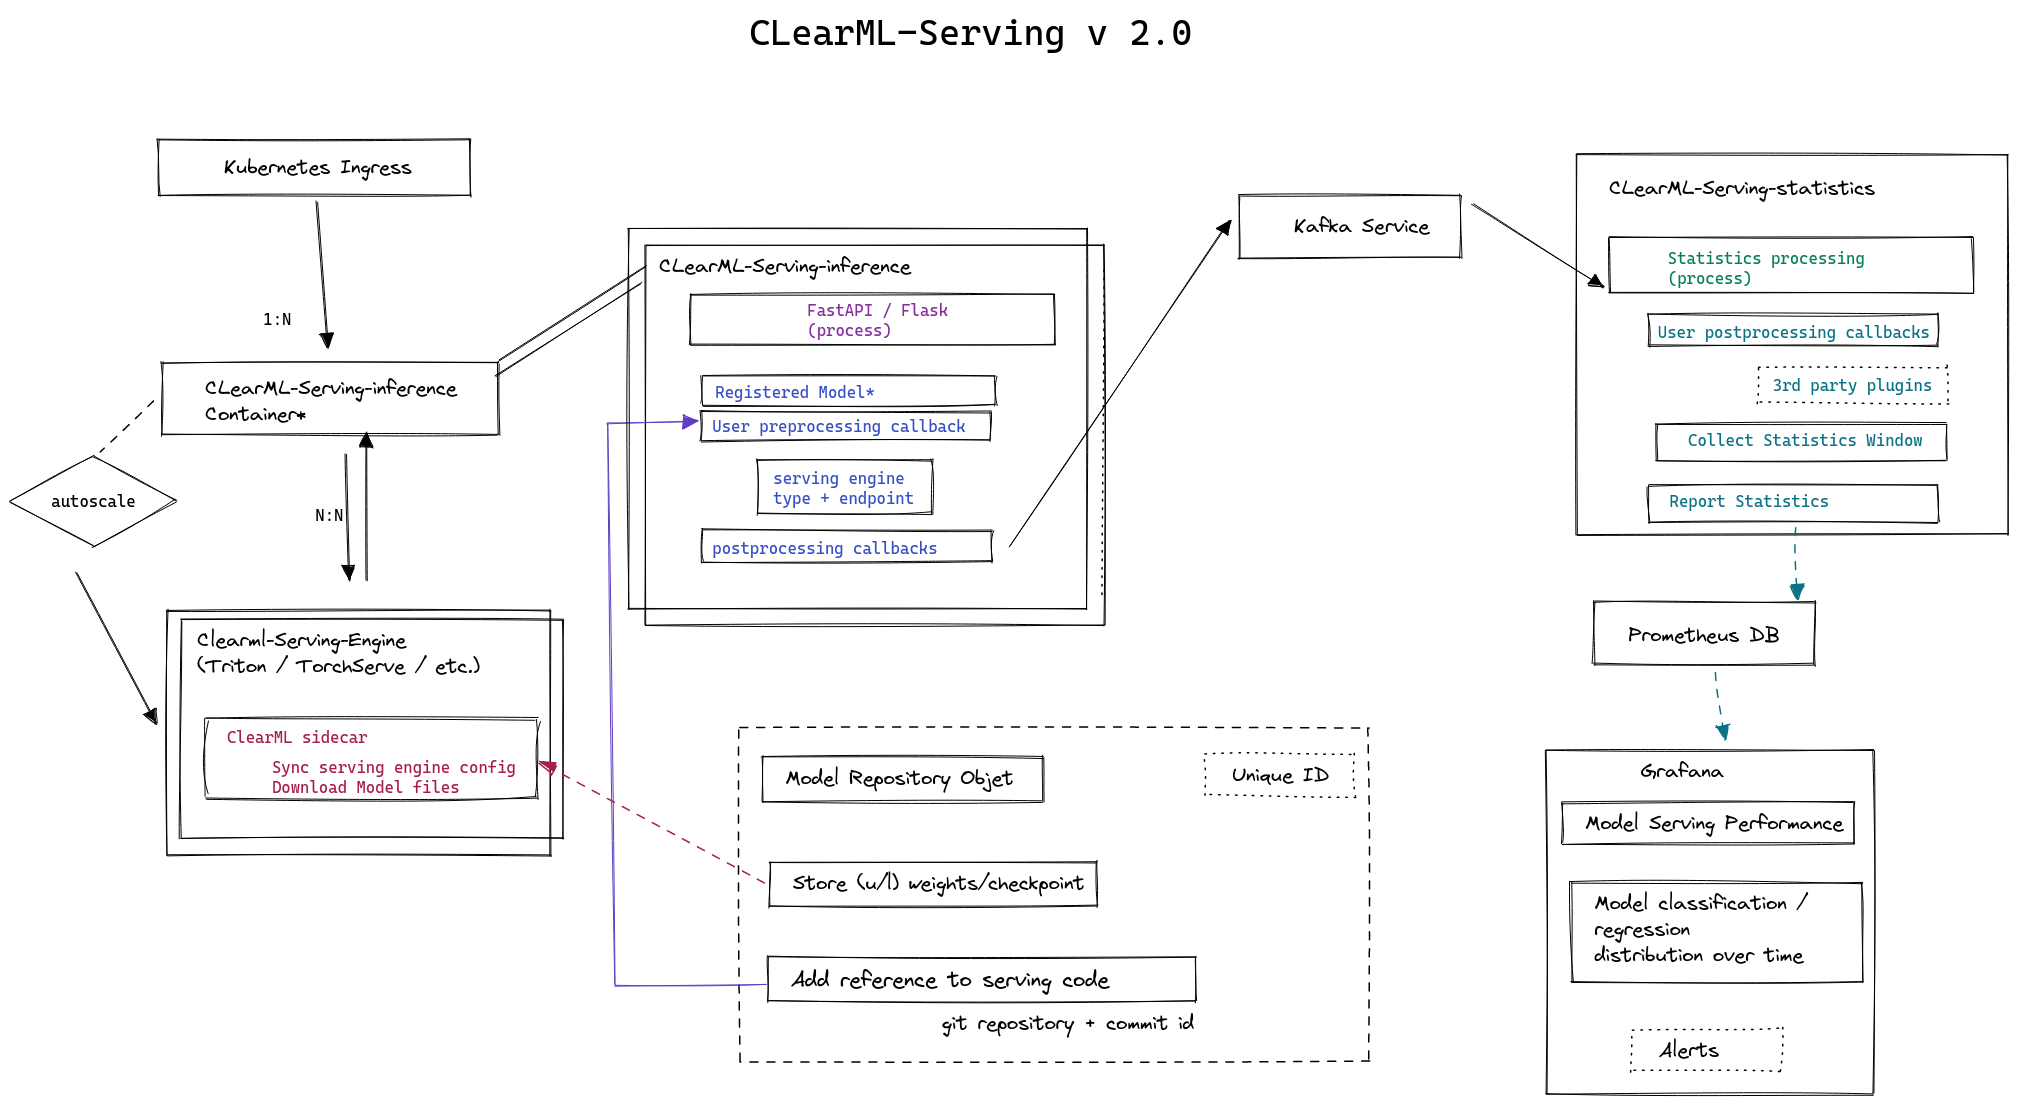 CLearML-Serving v 2.0
Kubernetes Ingress
1:N
CLearML-Serving-inference
Container*
autoscale
N:N
Clearml-Serving-Engine
(Triton / TorchServe / etc.)
ClearML sidecar
Sync serving engine config
Download Model files
CLearML-Serving-inference
FastAPI / Flask
(process)
Registered Model*
User preprocessing callback
serving engine
type + endpoint
postprocessing callbacks
Model Repository Objet
Unique ID
Store (u/l) weights/checkpoint
Add reference to serving code
git repository + commit id
Kafka Service
CLearML-Serving-statistics
Statistics processing
(process)
User postprocessing callbacks
3rd party plugins
Collect Statistics Window
Report Statistics
Prometheus DB
Grafana
Model Serving Performance
Model classification /
regression
distribution over time
Alerts